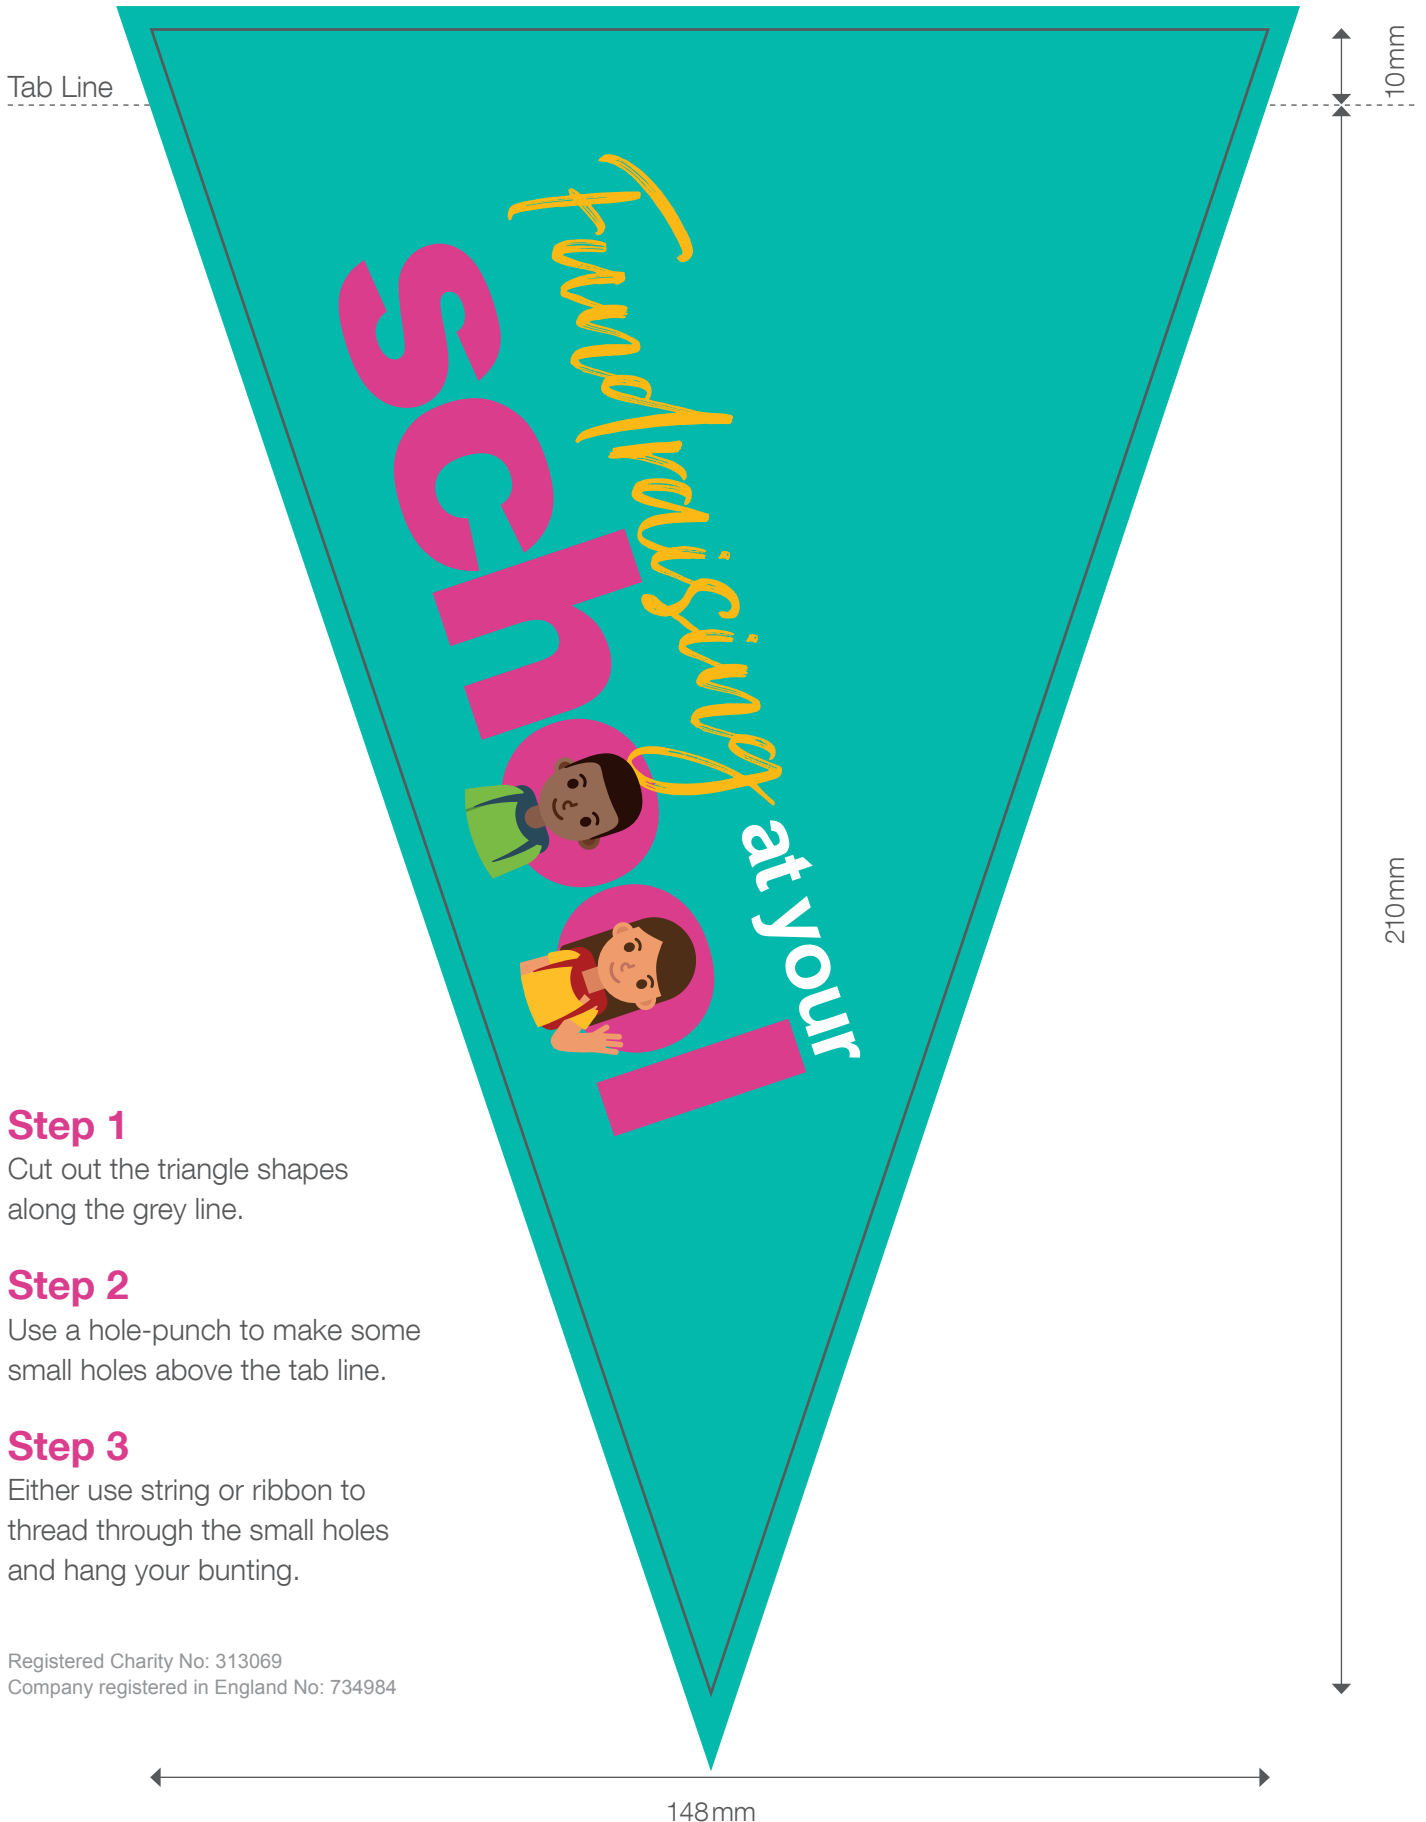 Tab Line
10mm
Fundraising
at your
school
210mm
Step 1
Cut out the triangle shapes
along the grey line.
Step 2
Use a hole-punch to make some
small holes above the tab line.
Step 3
Either use string or ribbon to
thread through the small holes
and hang your bunting.
Registered Charity No: 313069
Company registered in England No: 734984
148mm